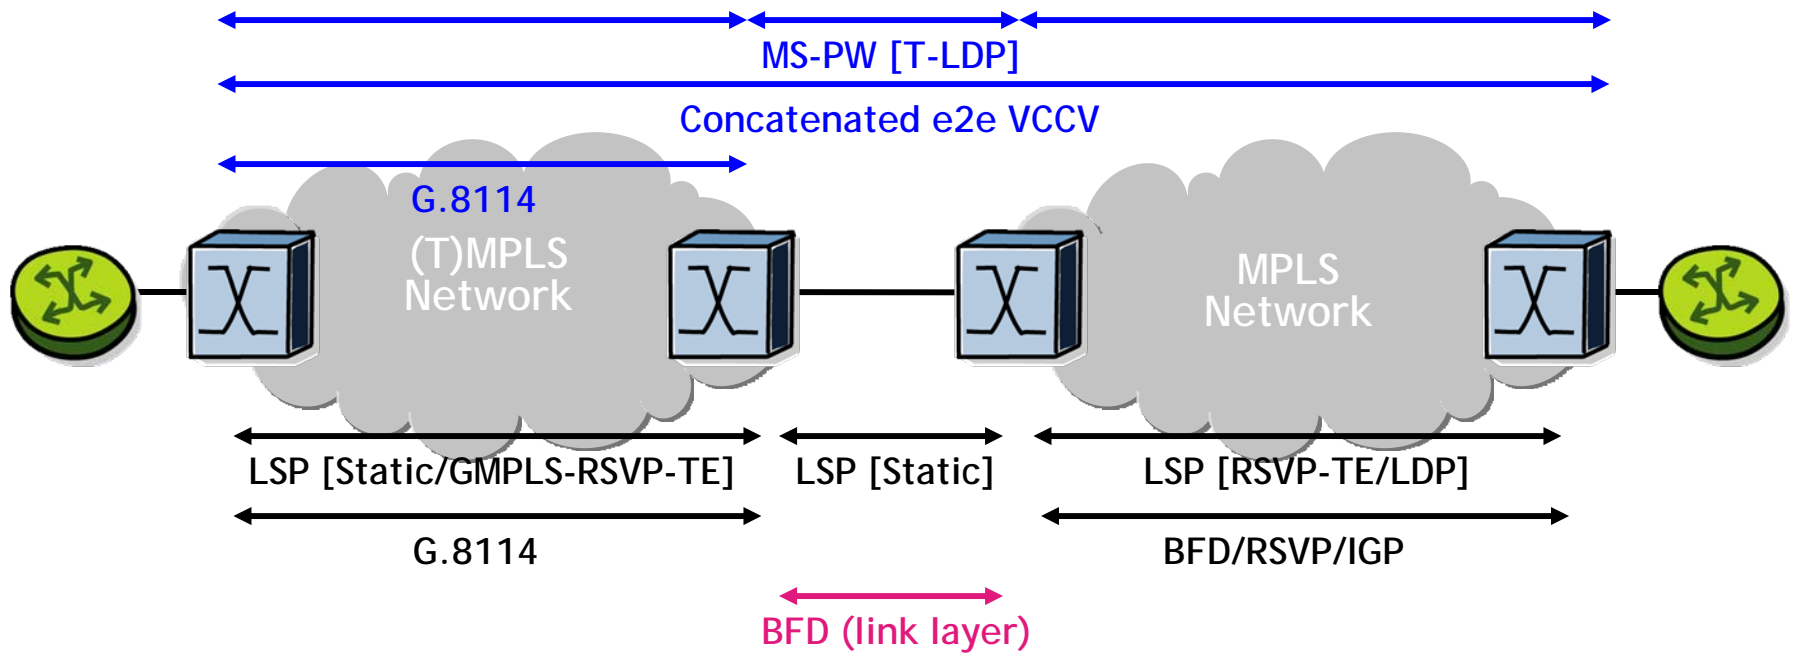 MS-PW [T-LDP]
Concatenated e2e VCCV
G.8114
(T)MPLS
Network
MPLS
Network
LSP [Static/GMPLS-RSVP-TE]
LSP [Static]
LSP [RSVP-TE/LDP]
G.8114
BFD/RSVP/IGP
BFD (link layer)